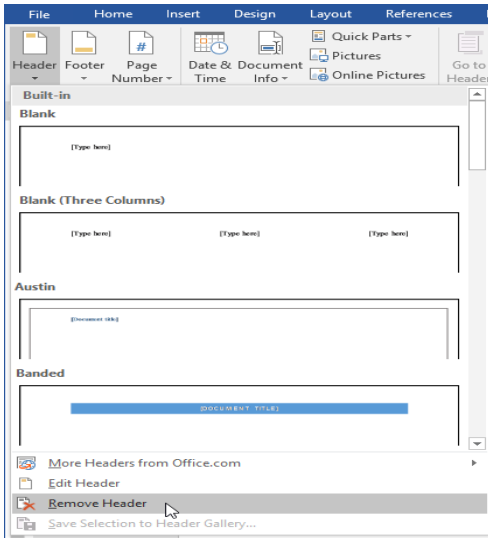 File Home Insert Design Layout References
Header Footer Page Number Date & Time Document Info Quick Parts Pictures Online Pictures Go to Header
Built-in
Blank
[Type here]
Blank (Three Columns)
[Type here] [Type here] [Type here]
Austin
[Document title]
Banded
[DOCUMENT TITLE]
More Headers from Office.com
Edit Header
Remove Header
Save Selection to Header Gallery...